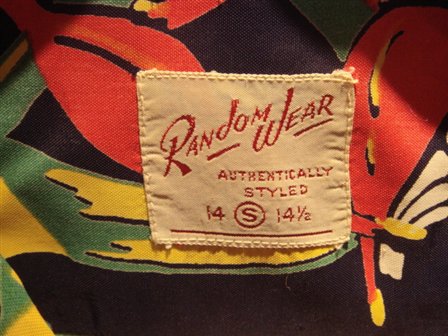 Random Wear
AUTHENTICALLY
STYLED
14 S 14½